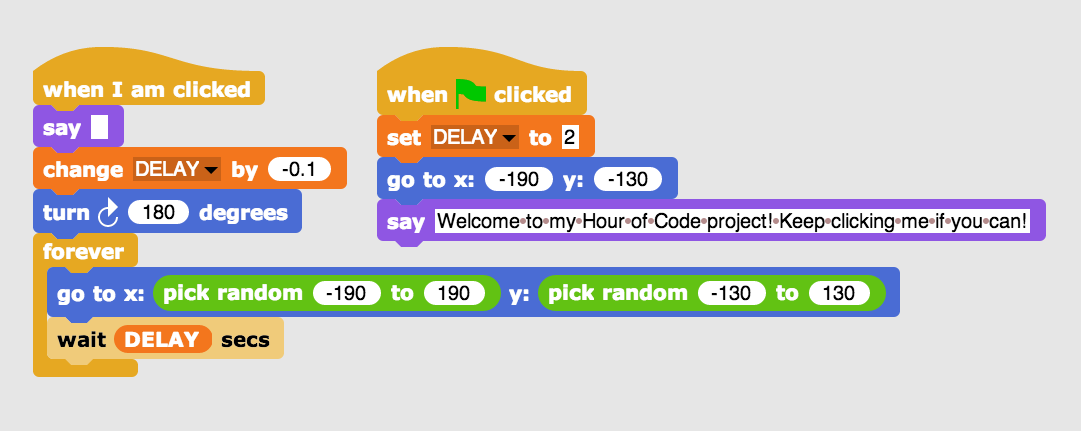 when I am clicked
say
change DELAY by -0.1
turn 180 degrees
forever
go to x: pick random -190 to 190 y: pick random -130 to 130
wait DELAY secs
when clicked
set DELAY to 2
go to x: -190 y: -130
say Welcome•to•my•Hour•of•Code•project!•Keep•clicking•me•if•you•can!